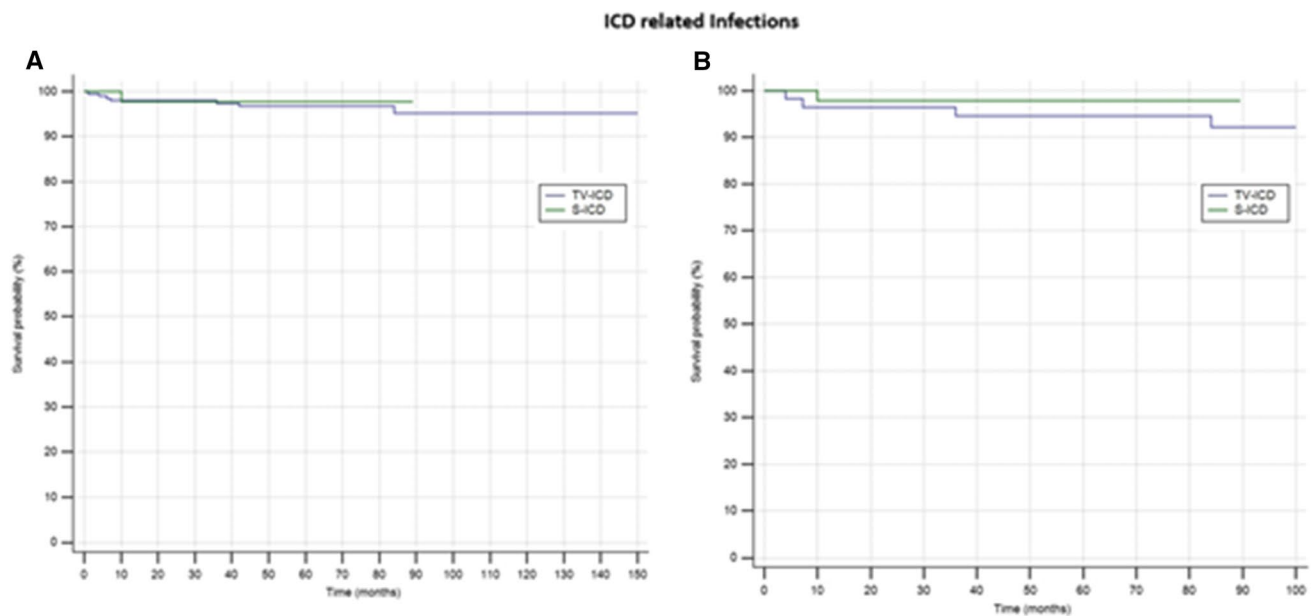 ICD related Infections
A
100
90
80
70
60
50
40
30
20
10
0
Survival probability (%)
TV-ICD
S-ICD
0 10 20 30 40 50 60 70 80 90 100 110 120 130 140 150
Time (months)
B
100
90
80
70
60
50
40
30
20
10
0
Survival probability (%)
TV-ICD
S-ICD
0 10 20 30 40 50 60 70 80 90 100
Time (months)